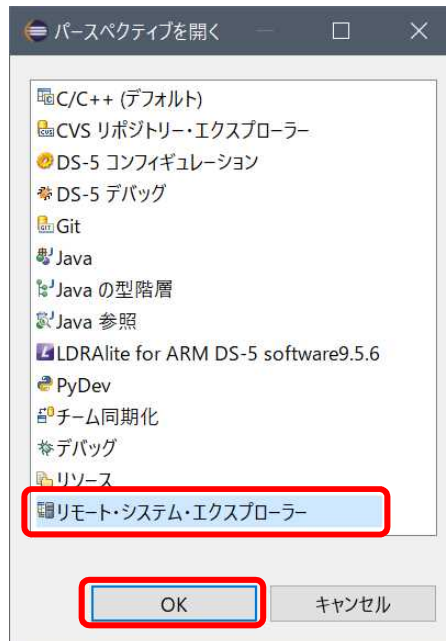 パースペクティブを開く
C/C++ (デフォルト)
CVS リポジトリー・エクスプローラー
DS-5 コンフィギュレーション
DS-5 デバッグ
Git
Java
Java の型階層
Java 参照
LDRAlite for ARM DS-5 software9.5.6
PyDev
チーム同期化
デバッグ
リソース
リモート・システム・エクスプローラー
OK キャンセル